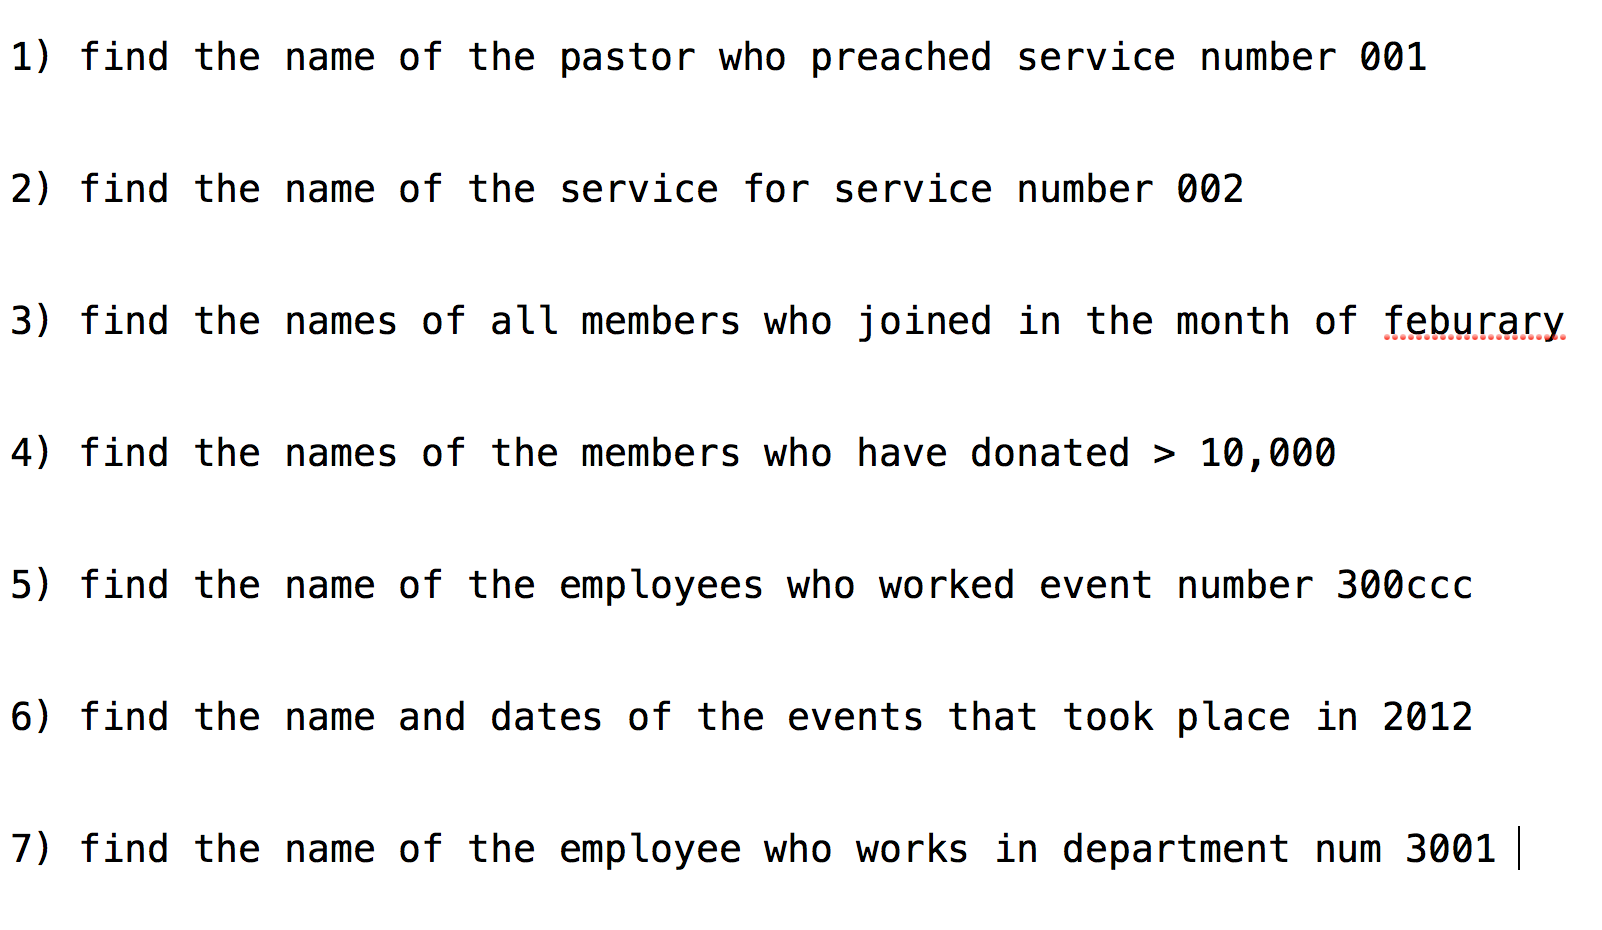 1) find the name of the pastor who preached service number 001
2) find the name of the service for service number 002
3) find the names of all members who joined in the month of feburary
4) find the names of the members who have donated > 10,000
5) find the name of the employees who worked event number 300ccc
6) find the name and dates of the events that took place in 2012
7) find the name of the employee who works in department num 3001